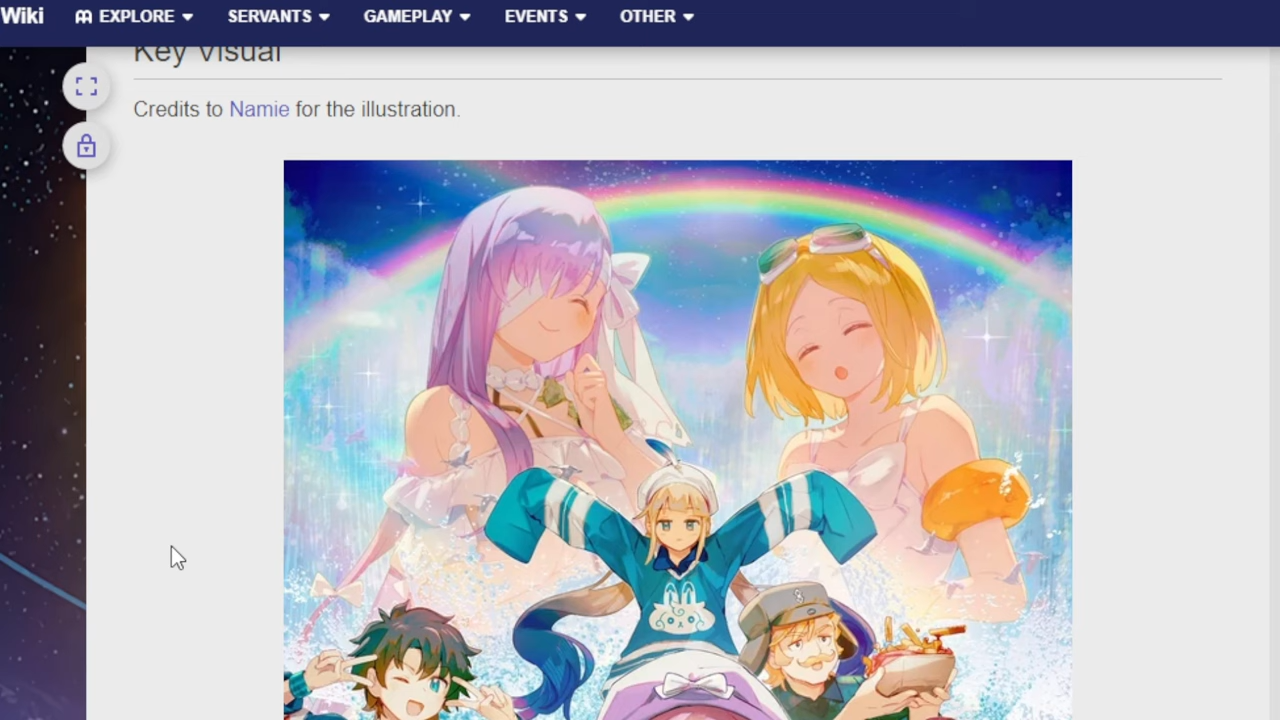 Wiki EXPLORE SERVANTS GAMEPLAY EVENTS OTHER
Key Visual
Credits to Namie for the illustration.